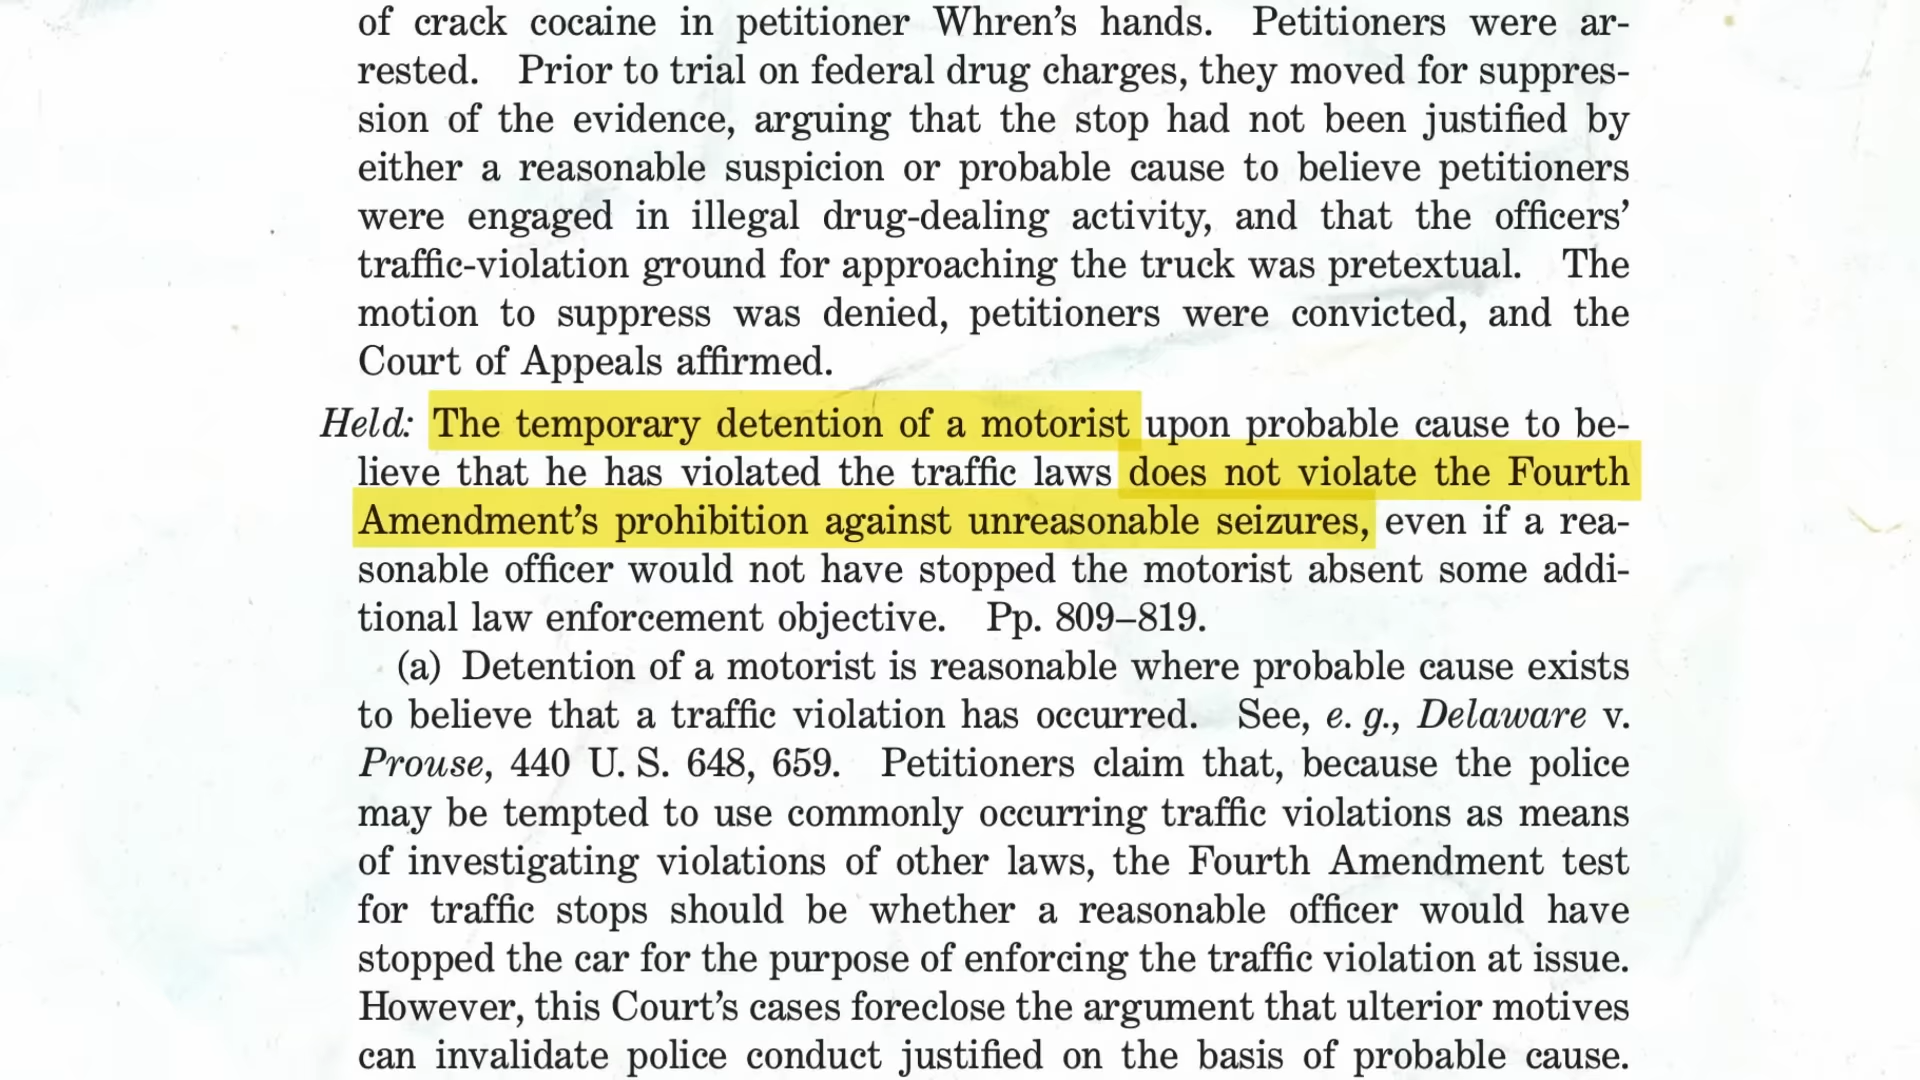 of crack cocaine in petitioner Whren’s hands. Petitioners were ar-
rested. Prior to trial on federal drug charges, they moved for suppres-
sion of the evidence, arguing that the stop had not been justified by
either a reasonable suspicion or probable cause to believe petitioners
were engaged in illegal drug-dealing activity, and that the officers’
traffic-violation ground for approaching the truck was pretextual. The
motion to suppress was denied, petitioners were convicted, and the
Court of Appeals affirmed.
Held: The temporary detention of a motorist upon probable cause to be-
lieve that he has violated the traffic laws does not violate the Fourth
Amendment’s prohibition against unreasonable seizures, even if a rea-
sonable officer would not have stopped the motorist absent some addi-
tional law enforcement objective. Pp. 809–819.
(a) Detention of a motorist is reasonable where probable cause exists
to believe that a traffic violation has occurred. See, e. g., Delaware v.
Prouse, 440 U. S. 648, 659. Petitioners claim that, because the police
may be tempted to use commonly occurring traffic violations as means
of investigating violations of other laws, the Fourth Amendment test
for traffic stops should be whether a reasonable officer would have
stopped the car for the purpose of enforcing the traffic violation at issue.
However, this Court’s cases foreclose the argument that ulterior motives
can invalidate police conduct justified on the basis of probable cause.